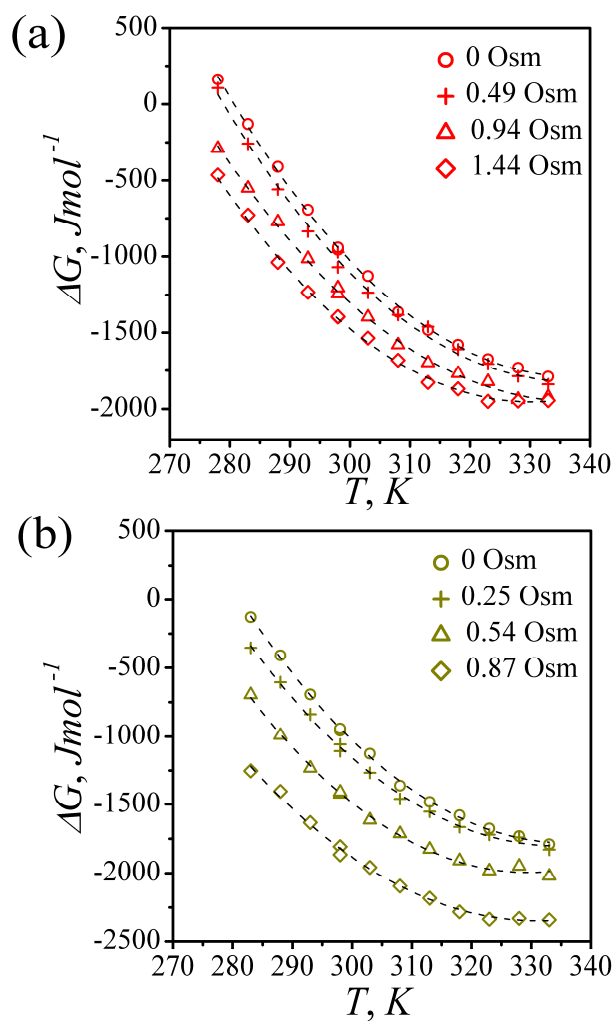 (a)
500
0
-500
-1000
-1500
-2000
ΔG, Jmol⁻¹
0 Osm
0.49 Osm
0.94 Osm
1.44 Osm
270 280 290 300 310 320 330 340
T, K
(b)
500
0
-500
-1000
-1500
-2000
-2500
ΔG, Jmol⁻¹
0 Osm
0.25 Osm
0.54 Osm
0.87 Osm
270 280 290 300 310 320 330 340
T, K